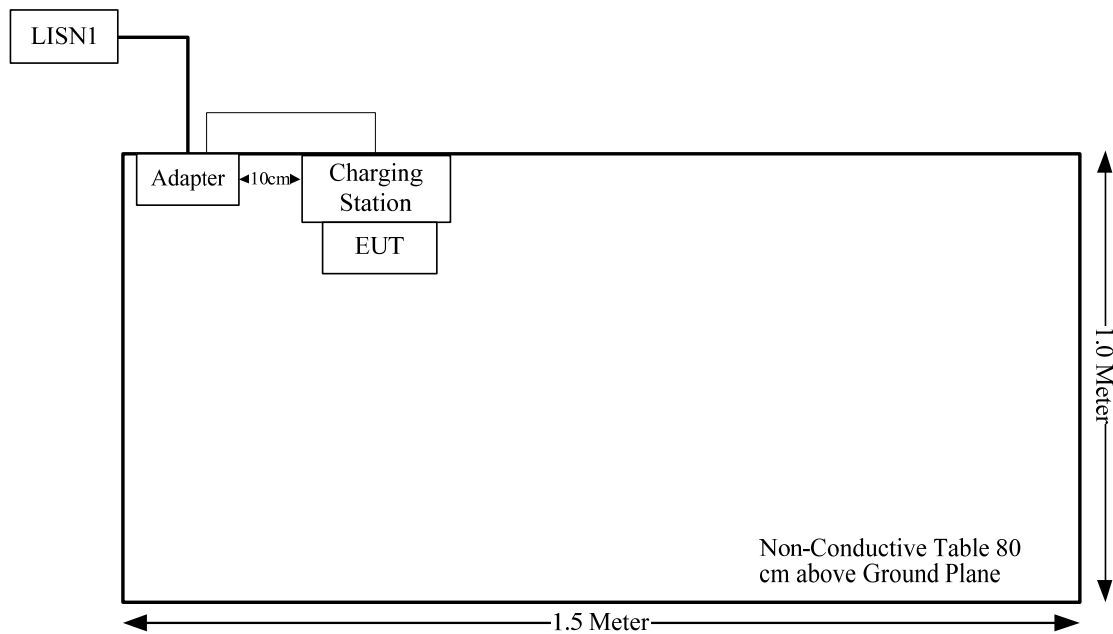 LISN1
Adapter
10cm
Charging
Station
EUT
1.0 Meter
Non-Conductive Table 80
cm above Ground Plane
1.5 Meter